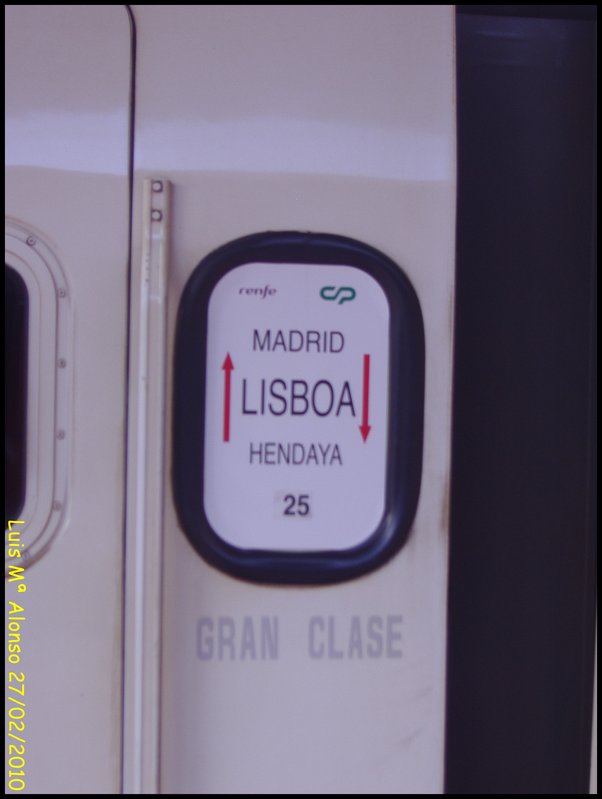 renfe CP
MADRID
LISBOA
HENDAYA
25
GRAN CLASE
Luis Mª Alonso 27/02/2010